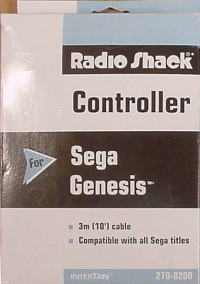 Radio Shack®
Controller
For
Sega
Genesis™
3m (10') cable
Compatible with all Sega titles
INTERTAN 270-8200